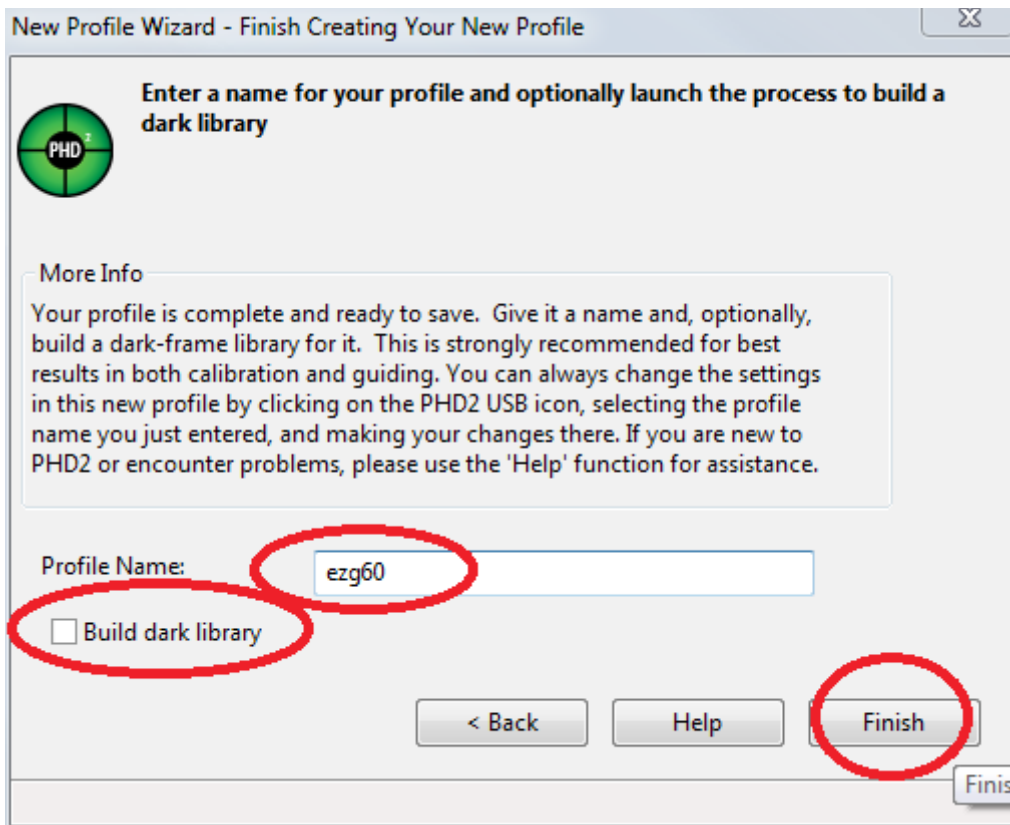 New Profile Wizard - Finish Creating Your New Profile
Enter a name for your profile and optionally launch the process to build a
dark library
PHD2
More Info
Your profile is complete and ready to save.  Give it a name and, optionally,
build a dark-frame library for it.  This is strongly recommended for best
results in both calibration and guiding. You can always change the settings
in this new profile by clicking on the PHD2 USB icon, selecting the profile
name you just entered, and making your changes there. If you are new to
PHD2 or encounter problems, please use the 'Help' function for assistance.
Profile Name:
ezg60
Build dark library
< Back
Help
Finish
Finis